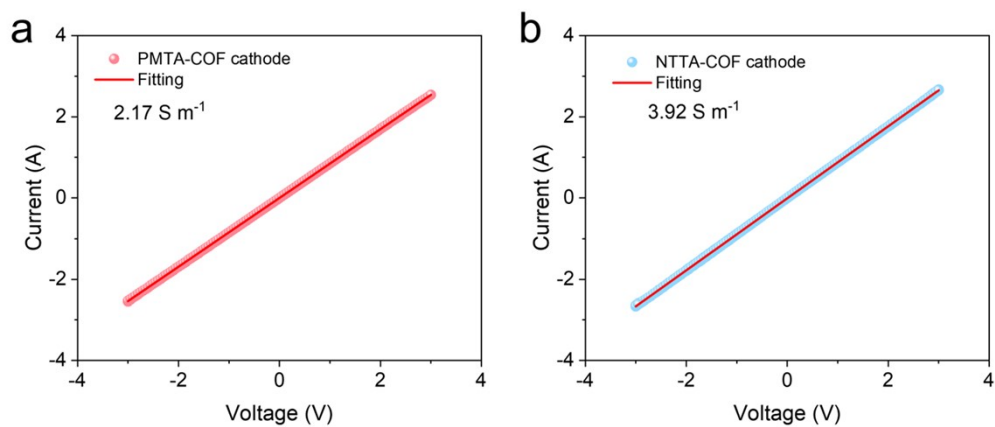 a
PMTA-COF cathode
Fitting
2.17 S m⁻¹
Current (A)
4
2
0
-2
-4
-4
-2
0
2
4
Voltage (V)
b
NTTA-COF cathode
Fitting
3.92 S m⁻¹
Current (A)
4
2
0
-2
-4
-4
-2
0
2
4
Voltage (V)